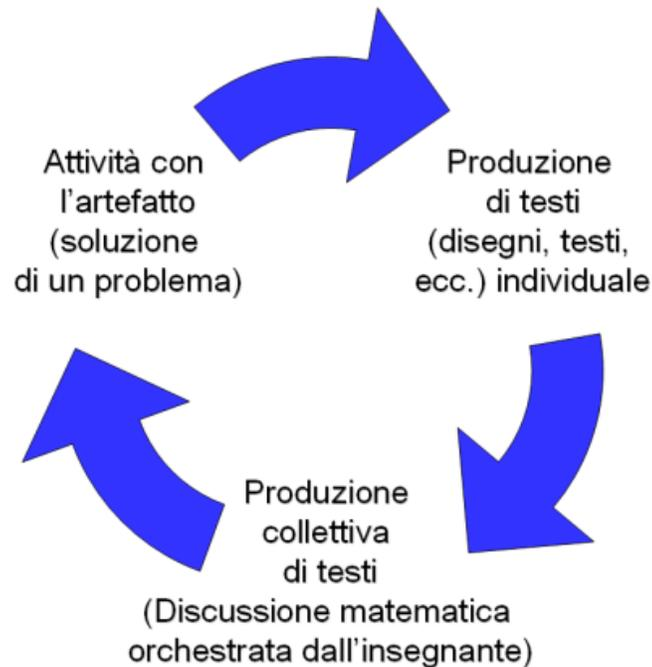 Attività con
l'artefatto
(soluzione
di un problema)
Produzione
di testi
(disegni, testi,
ecc.) individuale
Produzione
collettiva
di testi
(Discussione matematica
orchestrata dall'insegnante)